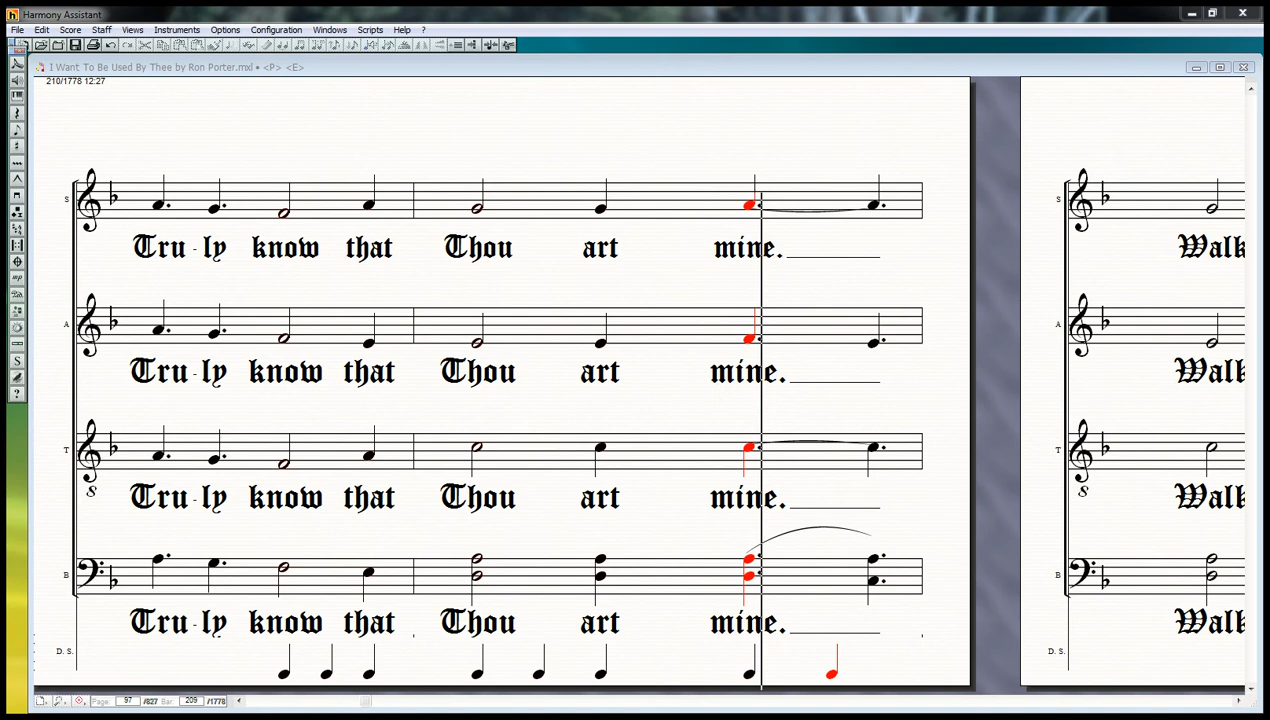 Harmony Assistant
File Edit Score Staff Views Instruments Options Configuration Windows Scripts Help ?
I Want To Be Used By Thee by Ron Porter.mxl • <P> <E>
210/1778 12:27
S
Tru - ly know that Thou art mine.
S
Walk
A
Tru - ly know that Thou art mine.
A
Walk
T
8
Tru - ly know that Thou art mine.
T
8
Walk
B
Tru - ly know that Thou art mine.
B
Walk
D. S.
D. S.
Page: 97 /827 Bar: 209 /1778